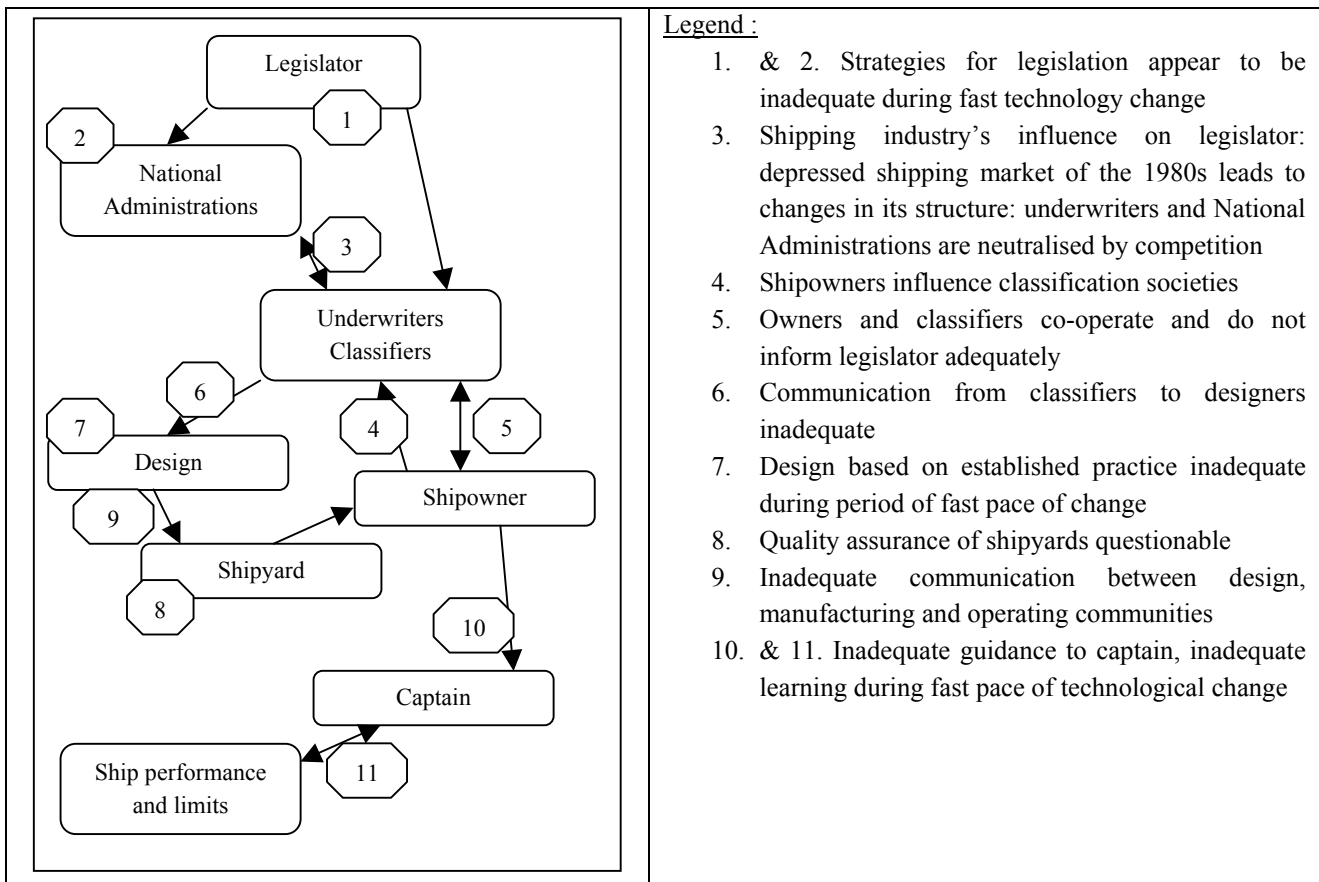 Legislator
1
2
National
Administrations
3
Underwriters
Classifiers
6
7
4
5
Design
Shipowner
9
Shipyard
8
10
Captain
11
Ship performance
and limits
Legend :
1. & 2. Strategies for legislation appear to be
inadequate during fast technology change
3. Shipping industry’s influence on legislator:
depressed shipping market of the 1980s leads to
changes in its structure: underwriters and National
Administrations are neutralised by competition
4. Shipowners influence classification societies
5. Owners and classifiers co-operate and do not
inform legislator adequately
6. Communication from classifiers to designers
inadequate
7. Design based on established practice inadequate
during period of fast pace of change
8. Quality assurance of shipyards questionable
9. Inadequate communication between design,
manufacturing and operating communities
10. & 11. Inadequate guidance to captain, inadequate
learning during fast pace of technological change